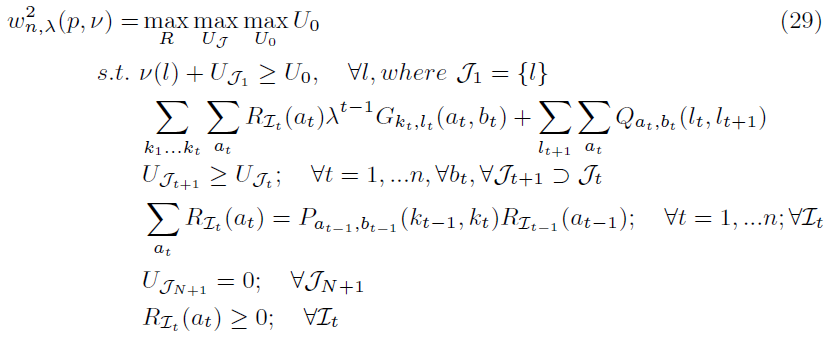 w^2_{n,λ}(p, ν) = max_R max_{U_𝒥} max_{U_0} U_0 (29)
s.t. ν(l) + U_{𝒥_1} ≥ U_0, ∀l, where 𝒥_1 = {l}
∑_{k_1...k_t} ∑_{a_t} R_{ℐ_t}(a_t)λ^{t−1}G_{k_t,l_t}(a_t, b_t) + ∑_{l_{t+1}} ∑_{a_t} Q_{a_t,b_t}(l_t, l_{t+1})
U_{𝒥_{t+1}} ≥ U_{𝒥_t}; ∀t = 1, ...n, ∀b_t, ∀𝒥_{t+1} ⊃ 𝒥_t
∑_{a_t} R_{ℐ_t}(a_t) = P_{a_{t−1},b_{t−1}}(k_{t−1}, k_t)R_{ℐ_{t−1}}(a_{t−1}); ∀t = 1, ...n; ∀ℐ_t
U_{𝒥_{N+1}} = 0; ∀𝒥_{N+1}
R_{ℐ_t}(a_t) ≥ 0; ∀ℐ_t